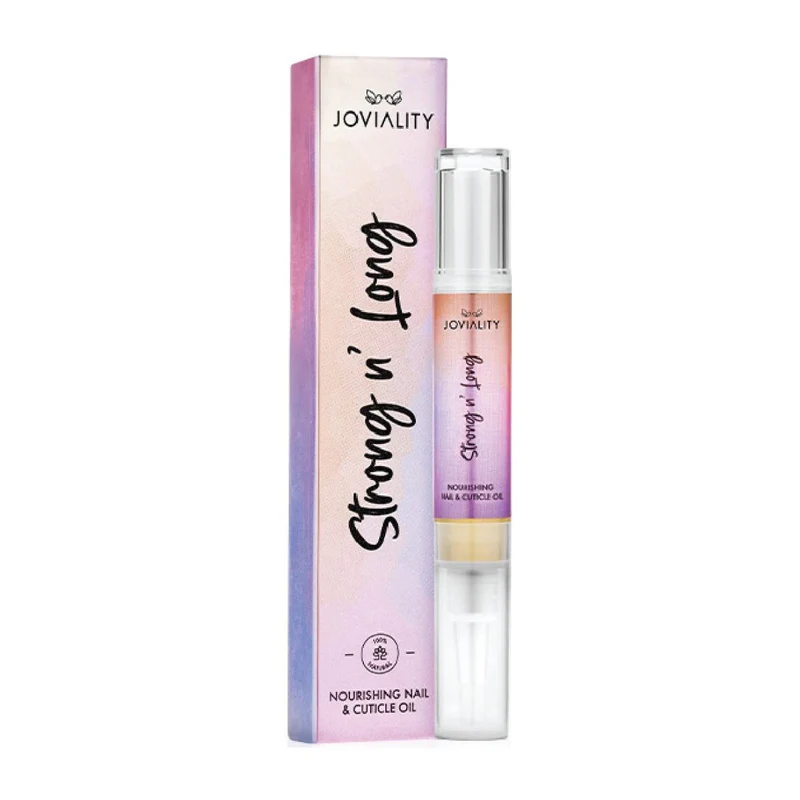 JOVIALITY
Strong n' Long
100%
NATURAL
NOURISHING NAIL
& CUTICLE OIL
JOVIALITY
Strong n' Long
NOURISHING
NAIL & CUTICLE OIL